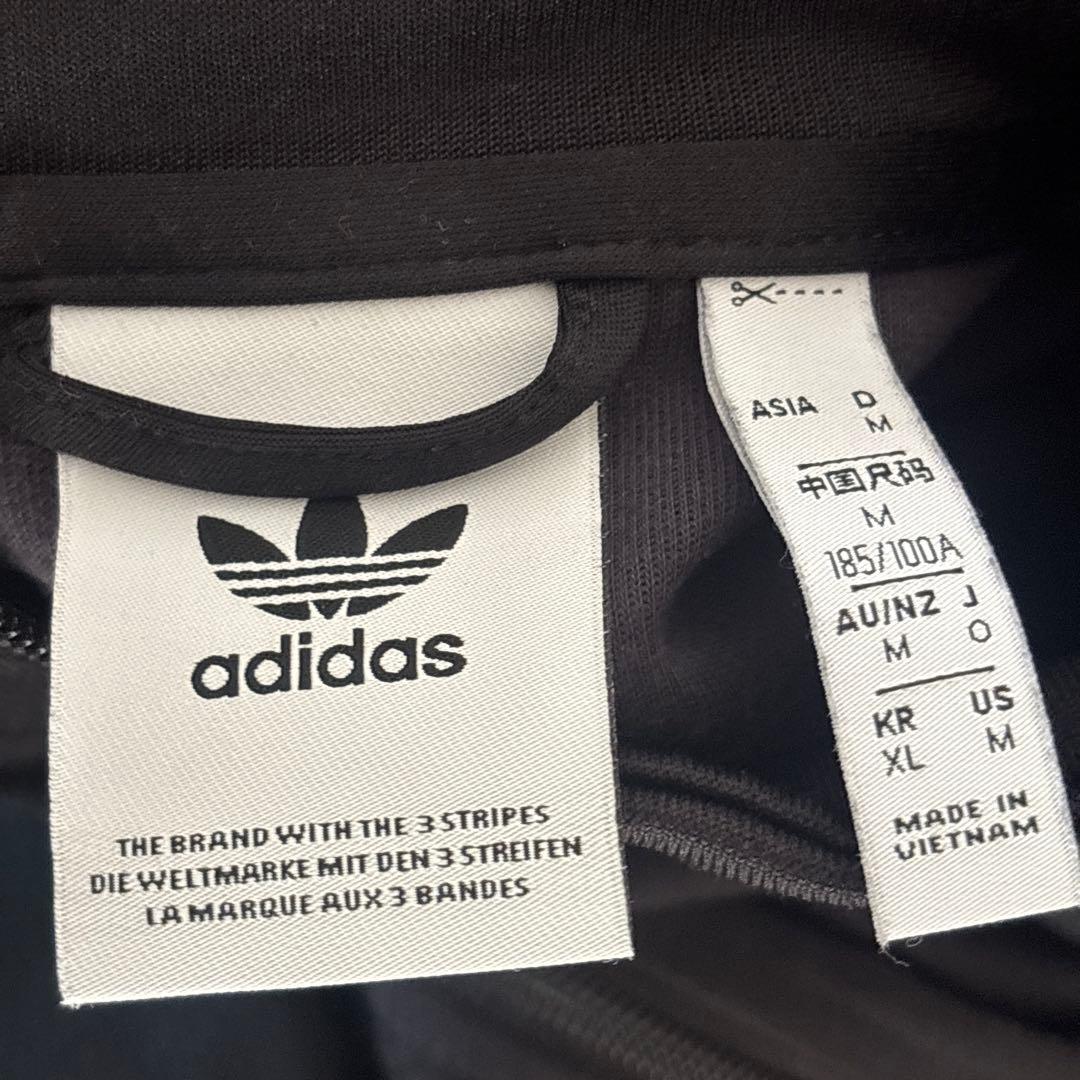 adidas
THE BRAND WITH THE 3 STRIPES
DIE WELTMARKE MIT DEN 3 STREIFEN
LA MARQUE AUX 3 BANDES
ASIA D
M
中国尺码
M
185/100A
AU/NZ J
M O
KR US
XL M
MADE IN
VIETNAM